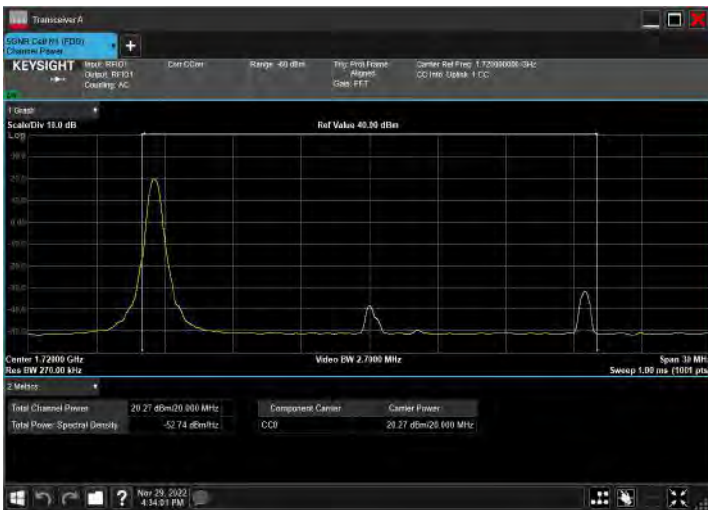 Transceiver A
5GNR Cell R1 (FDD)
Channel Power
KEYSIGHT
Input: RFIO1
Output: RFIO1
Coupling: AC
Corr CCorr
Range: -60 dBm
Aligned
Gate: FFT
Carrier Ref Freq: 1.720000000 GHz
CC Info: Uplink, 1 CC
1 Graph
Scale/Div 10.0 dB
Ref Value 40.00 dBm
Log
Center 1.72000 GHz
Res BW 270.00 kHz
Video BW 2.7000 MHz
Span 30 MHz
Sweep 1.00 ms (1001 pts
2 Metrics
Total Channel Power 20.27 dBm/20.000 MHz
Total Power Spectral Density -52.74 dBm/Hz
Component Carrier Carrier Power
CC0 20.27 dBm/20.000 MHz
Nov 29, 2022
4:34:01 PM